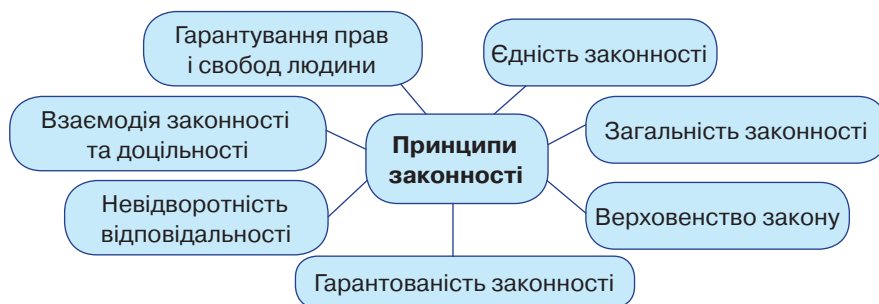 Гарантування прав
і свобод людини
Єдність законності
Взаємодія законності
та доцільності
Загальність законності
Принципи
законності
Невідворотність
відповідальності
Верховенство закону
Гарантованість законності